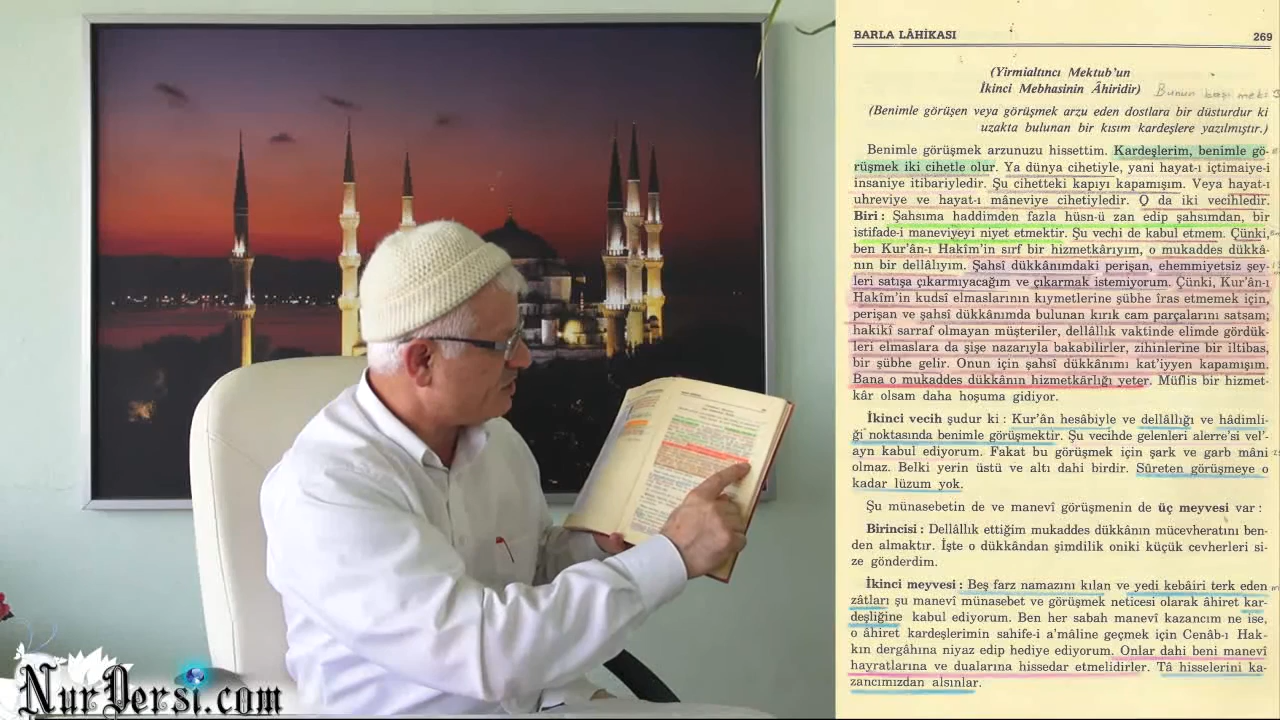 BARLA LÂHİKASI 269
(Yirmialtıncı Mektub'un
İkinci Mebhasinin Âhiridir)
Bunun başı mekt
(Benimle görüşen veya görüşmek arzu eden dostlara bir düsturdur ki
uzakta bulunan bir kısım kardeşlere yazılmıştır.)
Benimle görüşmek arzunuzu hissettim. Kardeşlerim, benimle gö-
rüşmek iki cihetle olur. Ya dünya cihetiyle, yani hayat-ı içtimaiye-i
insaniye itibariyledir. Şu cihetteki kapıyı kapamışım. Veya hayat-ı
uhreviye ve hayat-ı mâneviye cihetiyledir. O da iki vecihledir.
Biri : Şahsıma haddimden fazla hüsn-ü zan edip şahsımdan, bir
istifade-i maneviyeyi niyet etmektir. Şu vechi de kabul etmem. Çünki,
ben Kur'ân-ı Hakîm'in sırf bir hizmetkârıyım, o mukaddes dükkâ-
nın bir dellâlıyım. Şahsî dükkânımdaki perişan, ehemmiyetsiz şey-
leri satışa çıkarmıyacağım ve çıkarmak istemiyorum. Çünki, Kur'ân-ı
Hakîm'in kudsî elmaslarının kıymetlerine şübhe îras etmemek için,
perişan ve şahsî dükkânımda bulunan kırık cam parçalarını satsam;
hakikî sarraf olmayan müşteriler, dellâllık vaktinde elimde gördük-
leri elmaslara da şişe nazarıyla bakabilirler, zihinlerine bir iltibas,
bir şübhe gelir. Onun için şahsî dükkânımı kat'iyyen kapamışım.
Bana o mukaddes dükkânın hizmetkârlığı yeter. Müflis bir hizmet-
kâr olsam daha hoşuma gidiyor.
İkinci vecih şudur ki : Kur'ân hesâbiyle ve dellâllığı ve hâdimli-
ği noktasında benimle görüşmektir. Şu vecihde gelenleri alerre'si vel'-
ayn kabul ediyorum. Fakat bu görüşmek için şark ve garb mâni
olmaz. Belki yerin üstü ve altı dahi birdir. Sûreten görüşmeye o
kadar lüzum yok.
Şu münasebetin de ve manevî görüşmenin de üç meyvesi var :
Birincisi : Dellâllık ettiğim mukaddes dükkânın mücevheratını ben-
den almaktır. İşte o dükkândan şimdilik oniki küçük cevherleri si-
ze gönderdim.
İkinci meyvesi : Beş farz namazını kılan ve yedi kebâiri terk eden
zâtları şu manevî münasebet ve görüşmek neticesi olarak âhiret kar-
deşliğine kabul ediyorum. Ben her sabah manevî kazancım ne ise,
o âhiret kardeşlerimin sahife-i a'mâline geçmek için Cenâb-ı Hak-
kın dergâhına niyaz edip hediye ediyorum. Onlar dahi beni manevî
hayratlarına ve dualarına hissedar etmelidirler. Tâ hisselerini ka-
zancımızdan alsınlar.
NurDersi.com